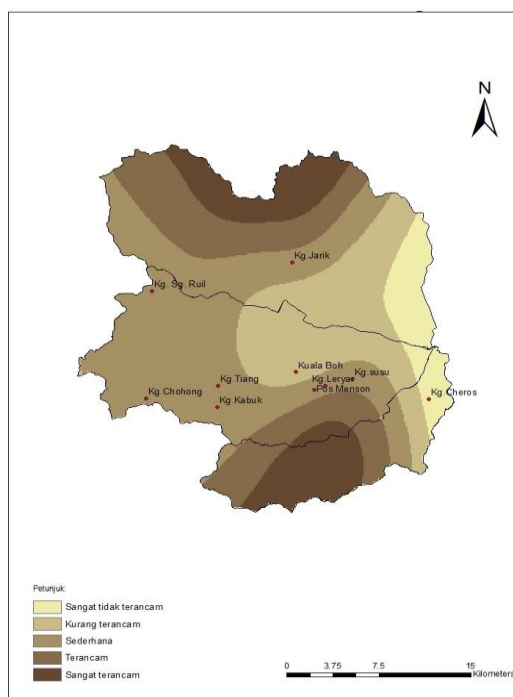 N
Kg.Jarik
Kg. Sg. Ruil
Kuala Boh
Kg.susu
Kg.Tiang
Kg.Leryar
Pos Menson
Kg.Chohong
Kg.Kabuk
Kg.Cheros
Petunjuk:
Sangat tidak terancam
Kurang terancam
Sederhana
Terancam
Sangat terancam
0 3.75 7.5 15
Kilometers